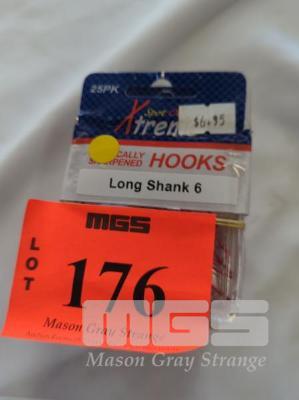 25PK
$6.95
Xtreme
SHARPENED HOOKS
Long Shank 6
MGS
LOT
176
Mason Gray Strange
MGS
Mason Gray Strange